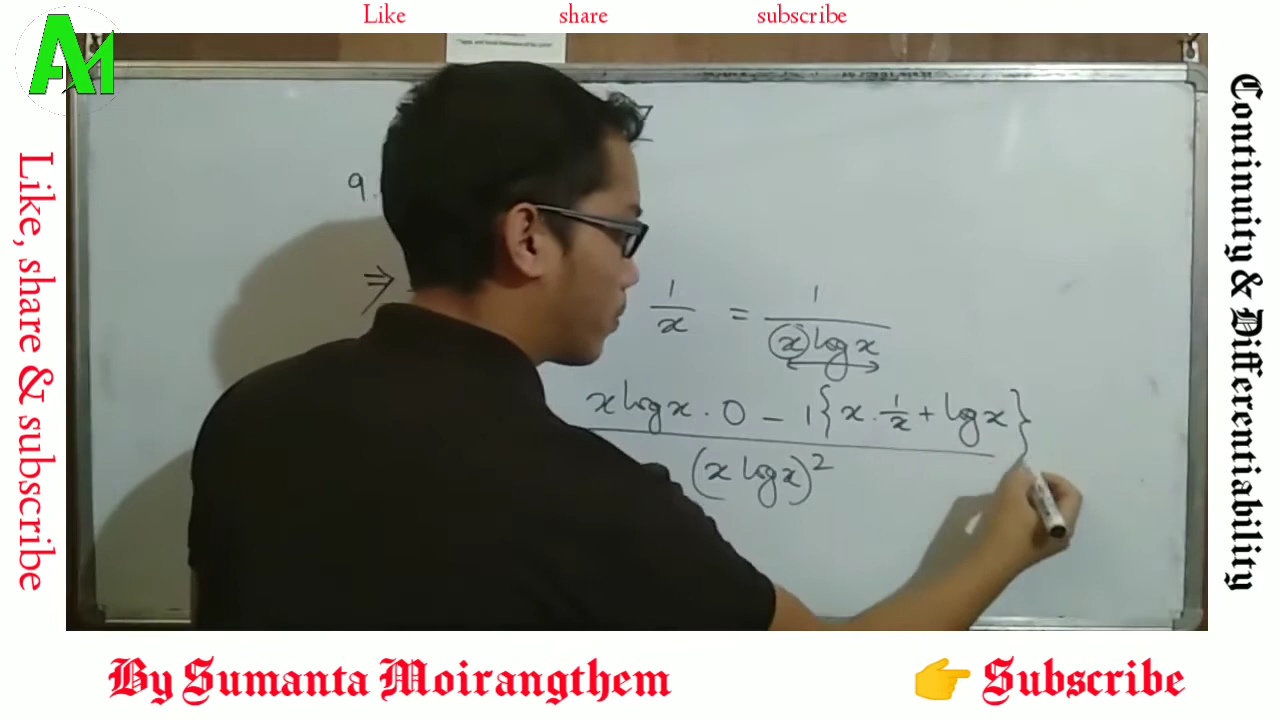 Like share subscribe
AM
Like, share & subscribe
9.
⇒
1/x = 1/(x log x)
x log x · 0 − 1{x · 1/x + log x}
(x log x)²
Continuity & Differentiability
By Sumanta Moirangthem
👉 Subscribe